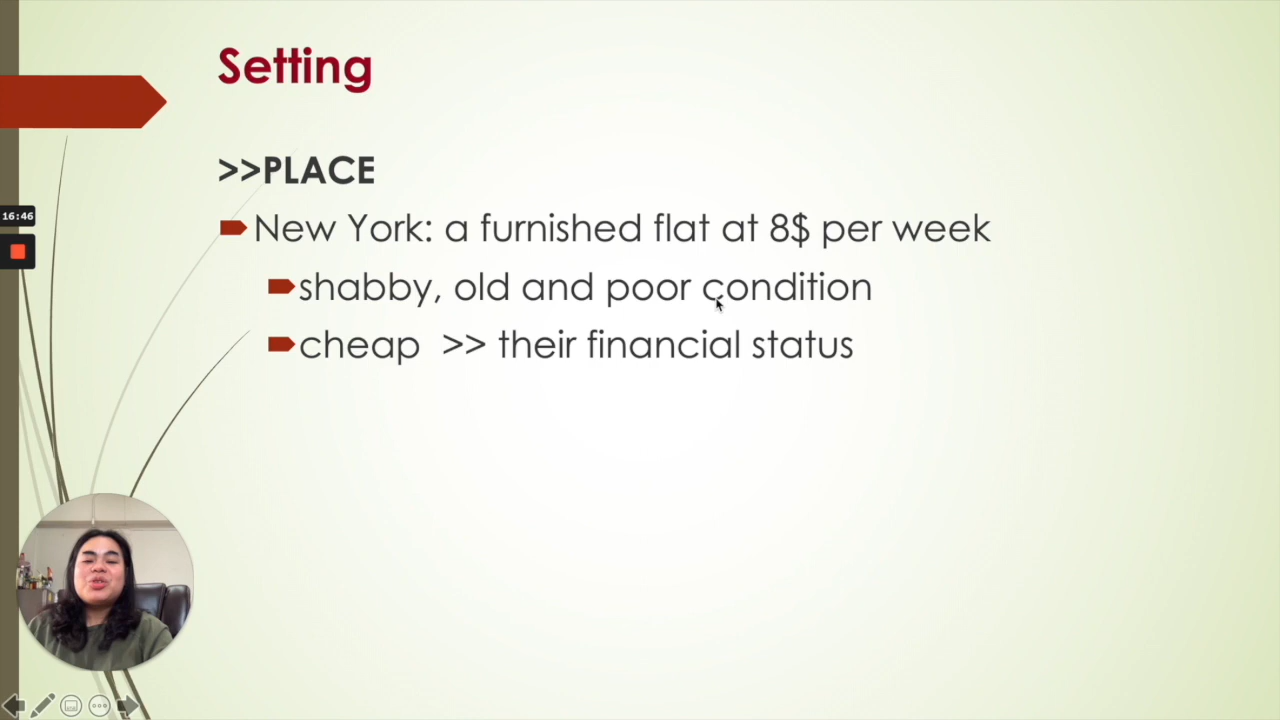 Setting
>>PLACE
New York: a furnished flat at 8$ per week
shabby, old and poor condition
cheap >> their financial status
16:46